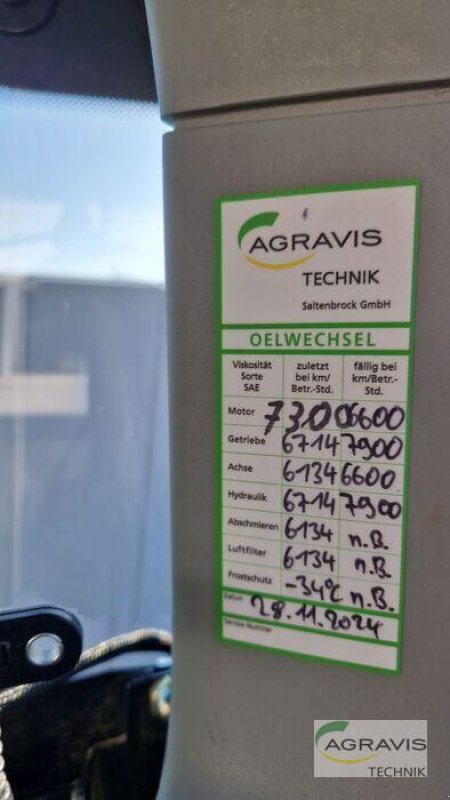 AGRAVIS
TECHNIK
Saltenbrock GmbH
OELWECHSEL
Viskosität Sorte SAE
zuletzt bei km/ Betr.-Std.
fällig bei km/Betr.- Std.
Motor 7300 6600
Getriebe 6714 7900
Achse 6134 6600
Hydraulik 6714 7900
Abschmieren 6134 n.B.
Luftfilter 6134 n.B.
Frostschutz -34°C n.B.
Datum 28.11.2024
Service-Nummer
AGRAVIS
TECHNIK